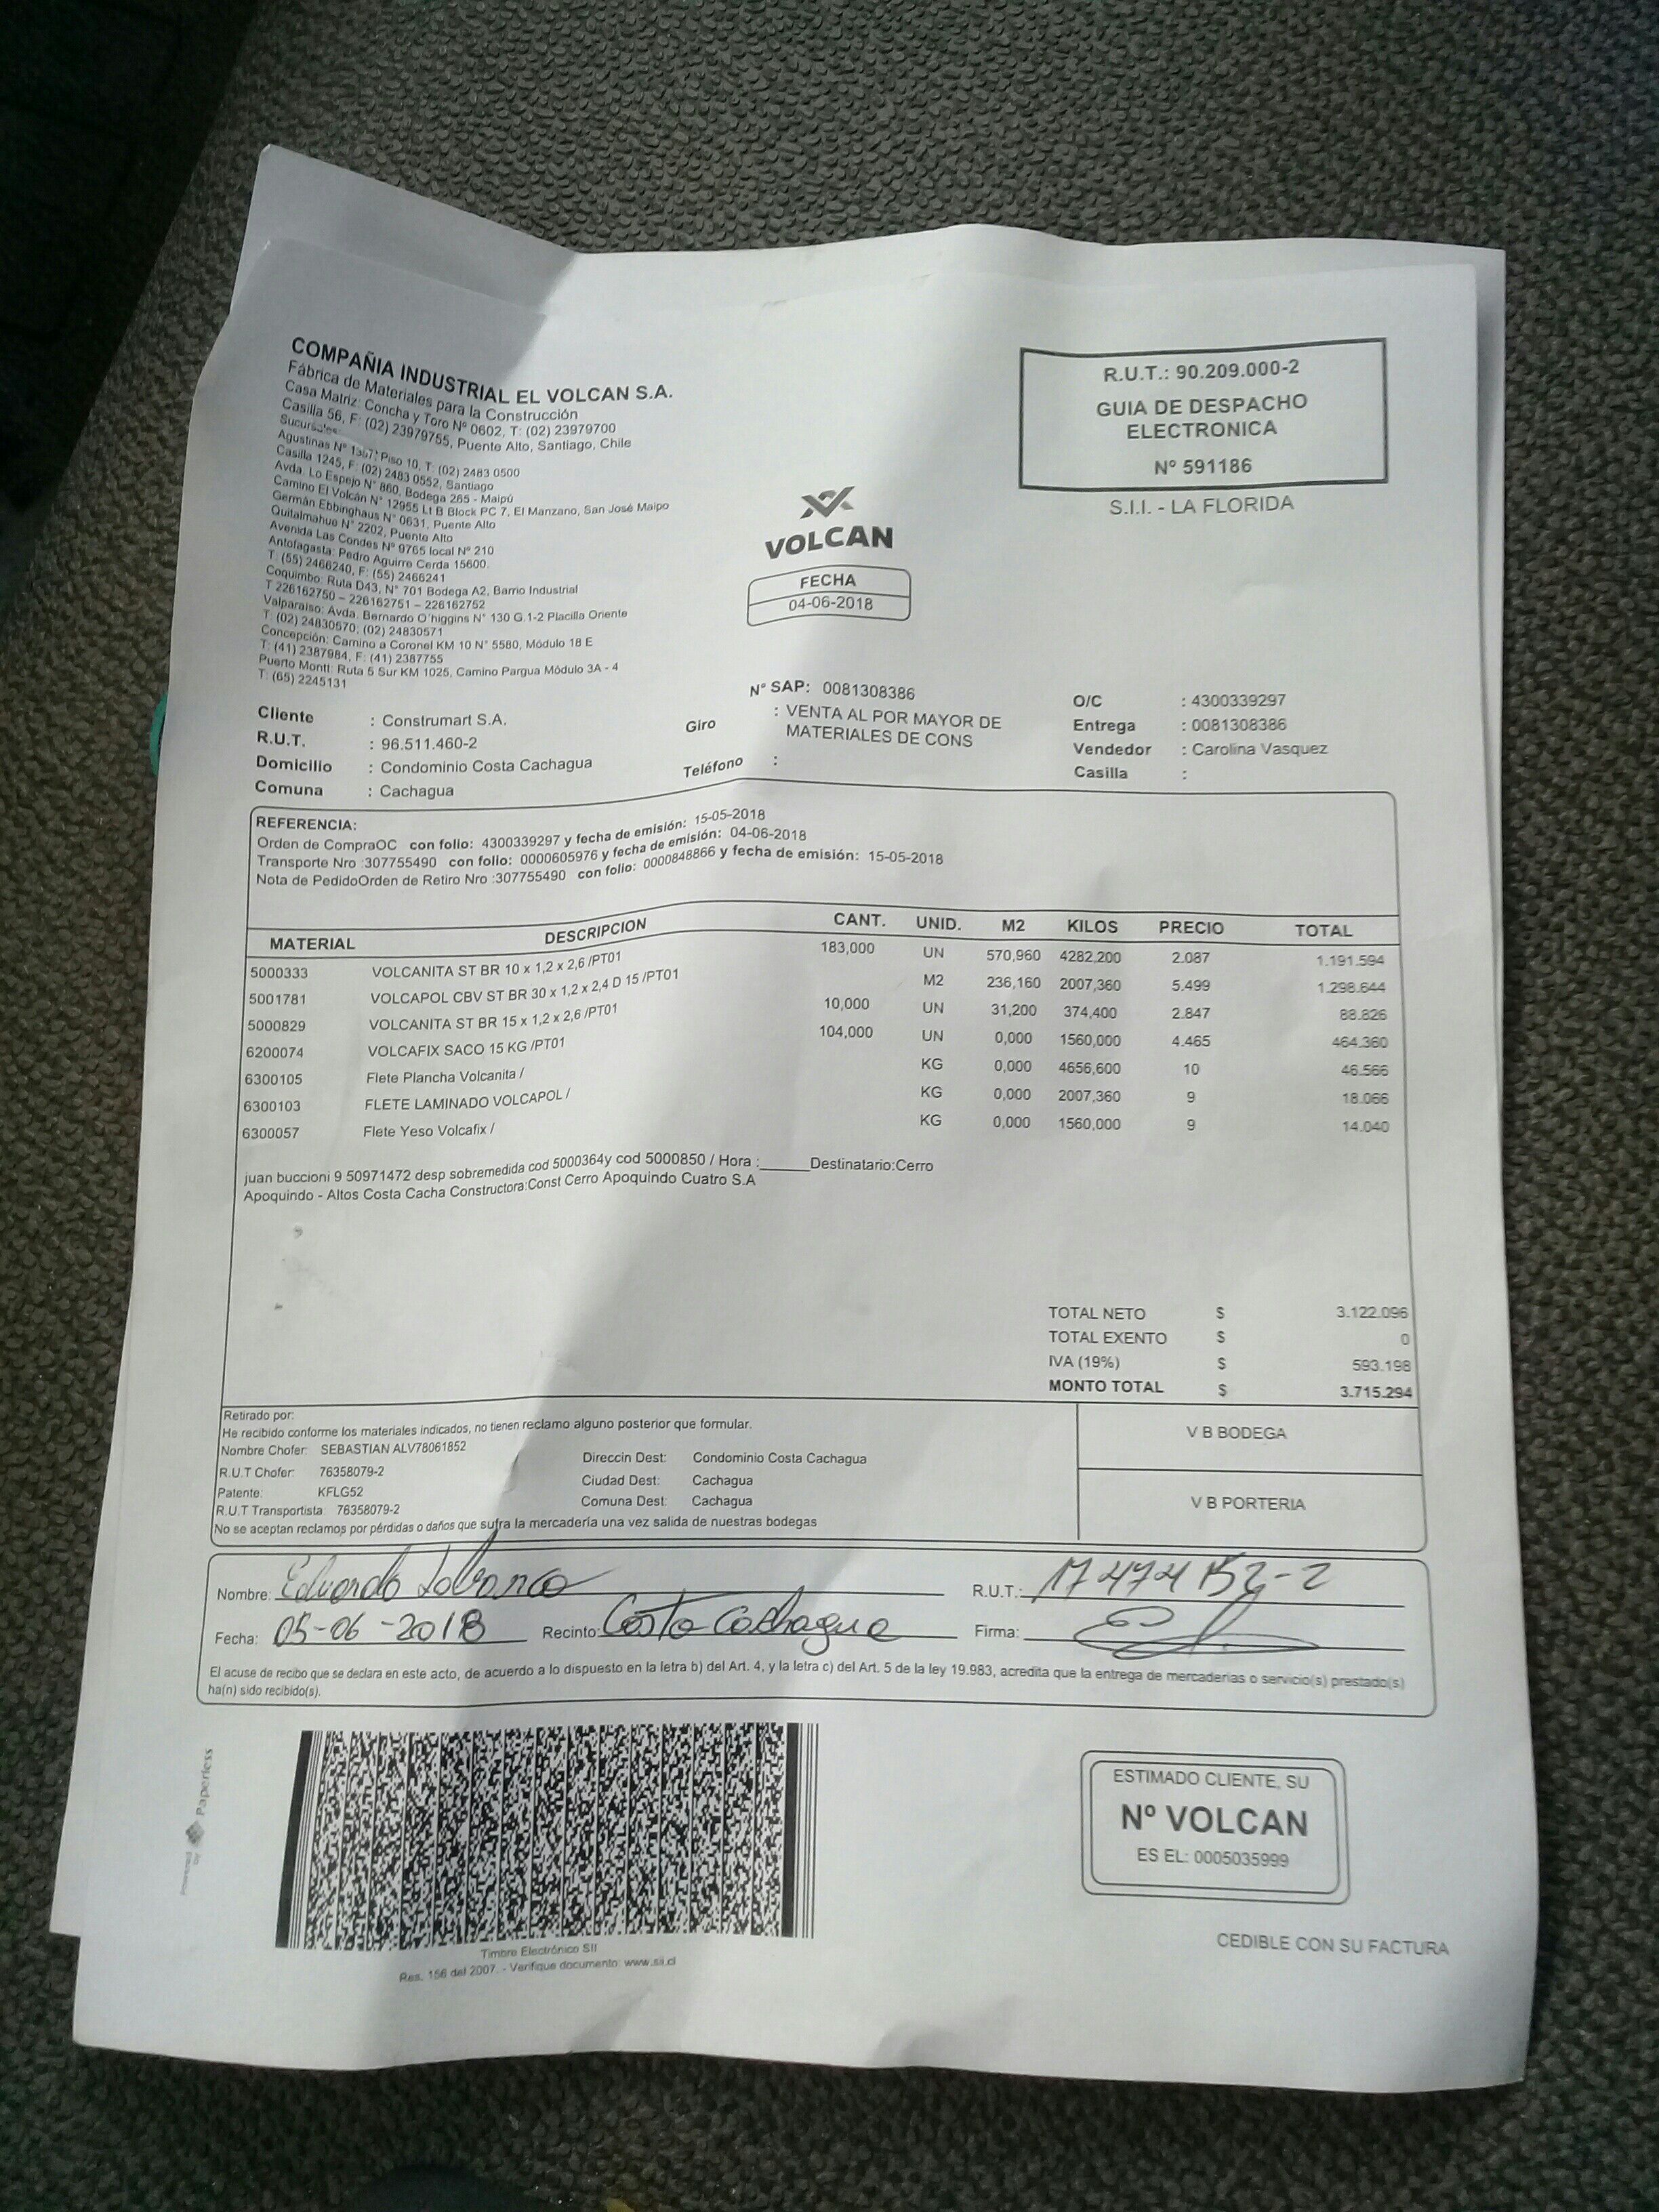 COMPAÑIA INDUSTRIAL EL VOLCAN S.A.
Fábrica de Materiales para la Construcción
Casa Matriz: Concha y Toro Nº 0602, T: (02) 23979700
Casilla 56, F: (02) 23979755, Puente Alto, Santiago, Chile
Sucursales:
Agustinas Nº 1357; Piso 10, T: (02) 2483 0500
Casilla 1245, F: (02) 2483 0552, Santiago
Avda. Lo Espejo N° 860, Bodega 265 - Maipú
Camino El Volcán N° 12955 Lt B Block PC 7, El Manzano, San José Maipo
Germán Ebbinghaus N° 0631, Puente Alto
Quitalmahue N° 2202, Puente Alto
Avenida Las Condes Nº 9765 local Nº 210
Antofagasta: Pedro Aguirre Cerda 15600.
T: (55) 2466240, F: (55) 2466241
Coquimbo: Ruta D43, N° 701 Bodega A2, Barrio Industrial
T 226162750 – 226162751 – 226162752
Valparaíso: Avda. Bernardo O´higgins N° 130 G.1-2 Placilla Oriente
T: (02) 24830570; (02) 24830571
Concepción: Camino a Coronel KM 10 N° 5580, Módulo 18 E
T: (41) 2387984, F: (41) 2387755
Puerto Montt: Ruta 5 Sur KM 1025, Camino Pargua Módulo 3A - 4
T: (65) 2245131
VOLCAN
FECHA
04-06-2018
R.U.T.: 90.209.000-2
GUIA DE DESPACHO
ELECTRONICA
Nº 591186
S.I.I. - LA FLORIDA
Nº SAP: 0081308386
Cliente : Construmart S.A.
R.U.T. : 96.511.460-2
Domicilio : Condominio Costa Cachagua
Comuna : Cachagua
Giro : VENTA AL POR MAYOR DE
MATERIALES DE CONS
Teléfono :
O/C : 4300339297
Entrega : 0081308386
Vendedor : Carolina Vasquez
Casilla :
REFERENCIA:
Orden de CompraOC con folio: 4300339297 y fecha de emisión: 15-05-2018
Transporte Nro :307755490 con folio: 0000605976 y fecha de emisión: 04-06-2018
Nota de PedidoOrden de Retiro Nro :307755490 con folio: 0000848866 y fecha de emisión: 15-05-2018
MATERIAL DESCRIPCION CANT. UNID. M2 KILOS PRECIO TOTAL
5000333 VOLCANITA ST BR 10 x 1,2 x 2,6 /PT01 183,000 UN 570,960 4282,200 2.087 1.191.594
5001781 VOLCAPOL CBV ST BR 30 x 1,2 x 2,4 D 15 /PT01 M2 236,160 2007,360 5.499 1.298.644
5000829 VOLCANITA ST BR 15 x 1,2 x 2,6 /PT01 10,000 UN 31,200 374,400 2.847 88.826
6200074 VOLCAFIX SACO 15 KG /PT01 104,000 UN 0,000 1560,000 4.465 464.360
6300105 Flete Plancha Volcanita / KG 0,000 4656,600 10 46.566
6300103 FLETE LAMINADO VOLCAPOL / KG 0,000 2007,360 9 18.066
6300057 Flete Yeso Volcafix / KG 0,000 1560,000 9 14.040
juan buccioni 9 50971472 desp sobremedida cod 5000364y cod 5000850 / Hora :______Destinatario:Cerro
Apoquindo - Altos Costa Cacha Constructora:Const Cerro Apoquindo Cuatro S.A
TOTAL NETO $ 3.122.096
TOTAL EXENTO $ 0
IVA (19%) $ 593.198
MONTO TOTAL $ 3.715.294
Retirado por:
He recibido conforme los materiales indicados, no tienen reclamo alguno posterior que formular.
Nombre Chofer: SEBASTIAN ALV78061852
R.U.T Chofer: 76358079-2
Patente: KFLG52
R.U.T Transportista: 76358079-2
Direccin Dest: Condominio Costa Cachagua
Ciudad Dest: Cachagua
Comuna Dest: Cachagua
No se aceptan reclamos por pérdidas o daños que sufra la mercadería una vez salida de nuestras bodegas
V B BODEGA
V B PORTERIA
Nombre: Eduardo Labranca
R.U.T.: 17474152-2
Fecha: 05-06-2018
Recinto: Costa Cachagua
Firma:
El acuse de recibo que se declara en este acto, de acuerdo a lo dispuesto en la letra b) del Art. 4, y la letra c) del Art. 5 de la ley 19.983, acredita que la entrega de mercaderias o servicio(s) prestado(s)
ha(n) sido recibido(s).
Powered by Paperless
Timbre Electrónico SII
Res. 156 del 2007. - Verifique documento: www.sii.cl
ESTIMADO CLIENTE, SU
Nº VOLCAN
ES EL: 0005035999
CEDIBLE CON SU FACTURA